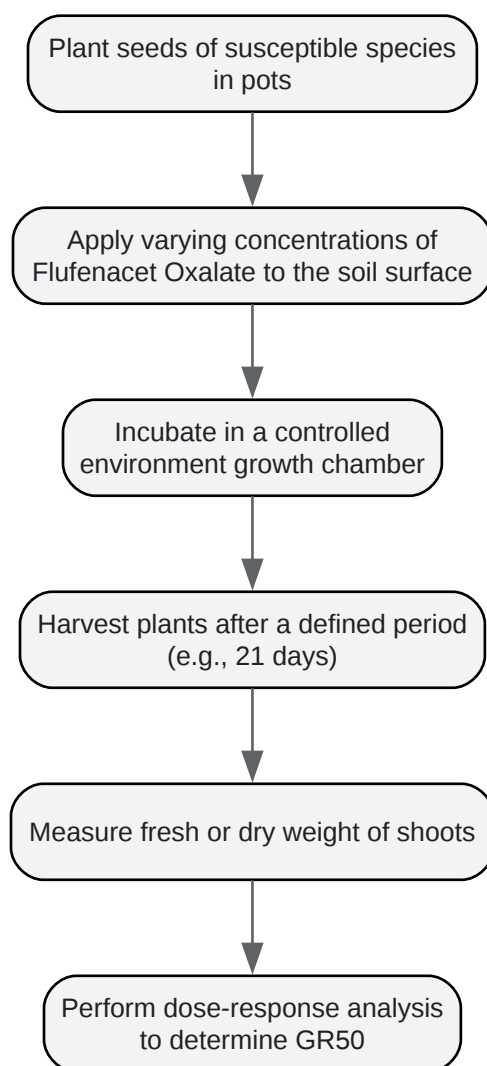 Plant seeds of susceptible species
in pots
Apply varying concentrations of
Flufenacet Oxalate to the soil surface
Incubate in a controlled
environment growth chamber
Harvest plants after a defined period
(e.g., 21 days)
Measure fresh or dry weight of shoots
Perform dose-response analysis
to determine GR50